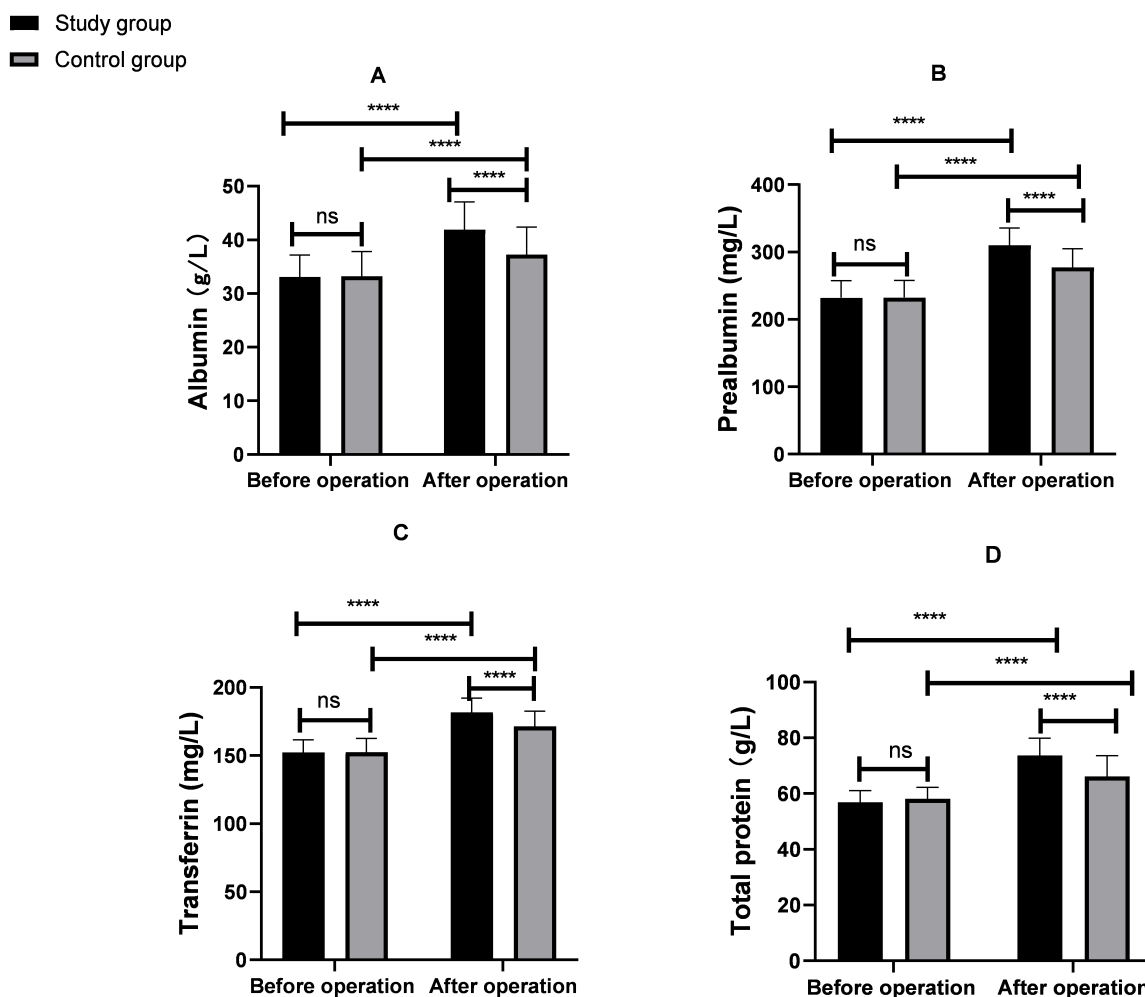 Study group
Control group
A
****
****
****
ns
50
40
30
20
10
0
Albumin（g/L）
Before operation After operation
B
****
****
****
ns
400
300
200
100
0
Prealbumin (mg/L)
Before operation After operation
C
****
****
****
ns
200
150
100
50
0
Transferrin (mg/L)
Before operation After operation
D
****
****
****
ns
100
80
60
40
20
0
Total protein（g/L）
Before operation After operation